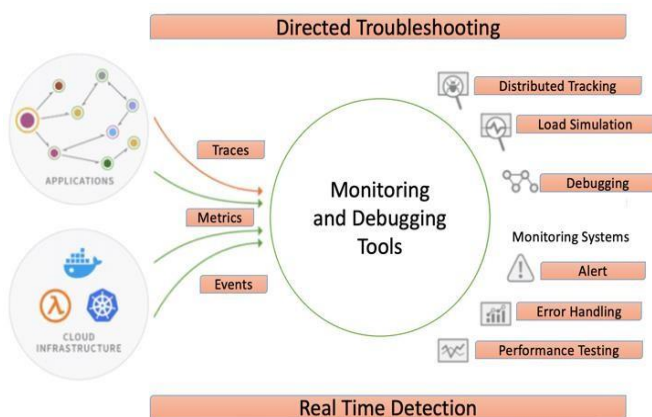 Directed Troubleshooting
APPLICATIONS
CLOUD
INFRASTRUCTURE
Traces
Metrics
Events
Monitoring
and Debugging
Tools
Distributed Tracking
Load Simulation
Debugging
Monitoring Systems
Alert
Error Handling
Performance Testing
Real Time Detection